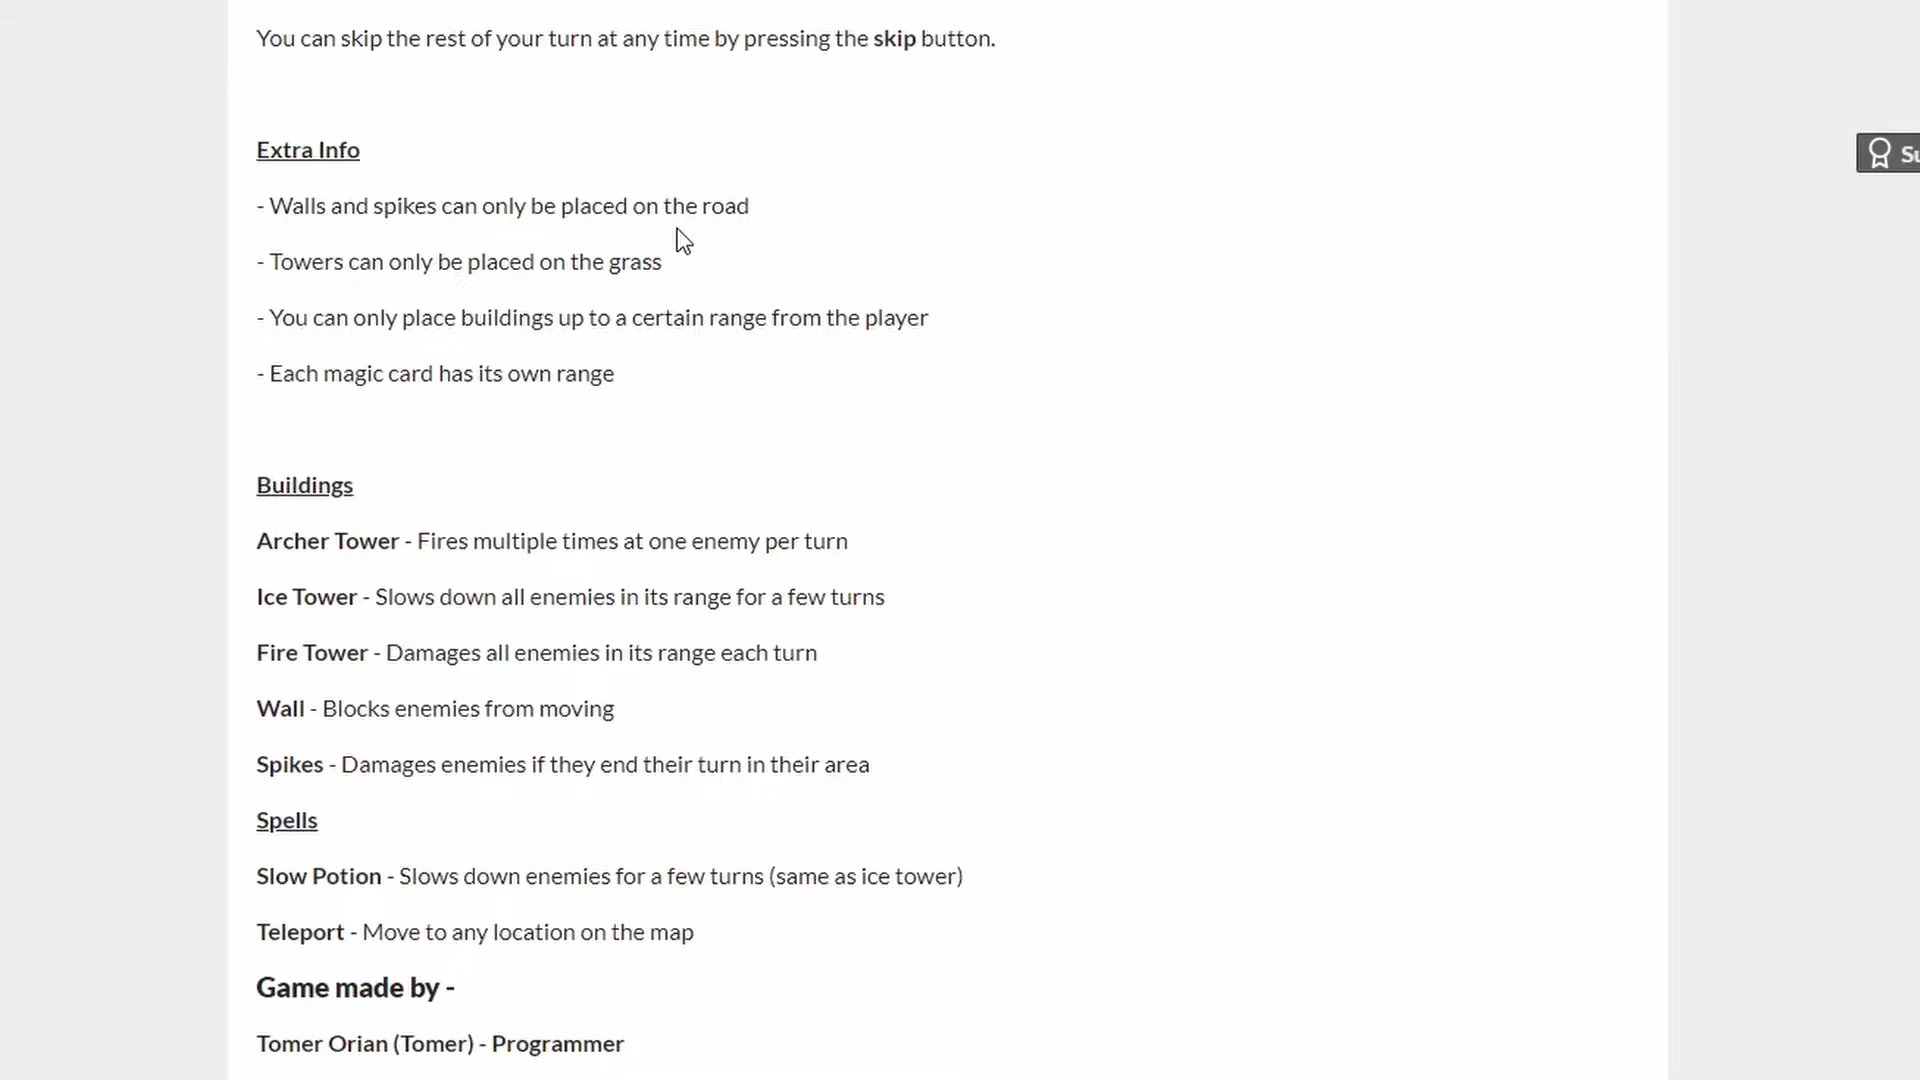 You can skip the rest of your turn at any time by pressing the skip button.
Extra Info
Su
- Walls and spikes can only be placed on the road
- Towers can only be placed on the grass
- You can only place buildings up to a certain range from the player
- Each magic card has its own range
Buildings
Archer Tower - Fires multiple times at one enemy per turn
Ice Tower - Slows down all enemies in its range for a few turns
Fire Tower - Damages all enemies in its range each turn
Wall - Blocks enemies from moving
Spikes - Damages enemies if they end their turn in their area
Spells
Slow Potion - Slows down enemies for a few turns (same as ice tower)
Teleport - Move to any location on the map
Game made by -
Tomer Orian (Tomer) - Programmer